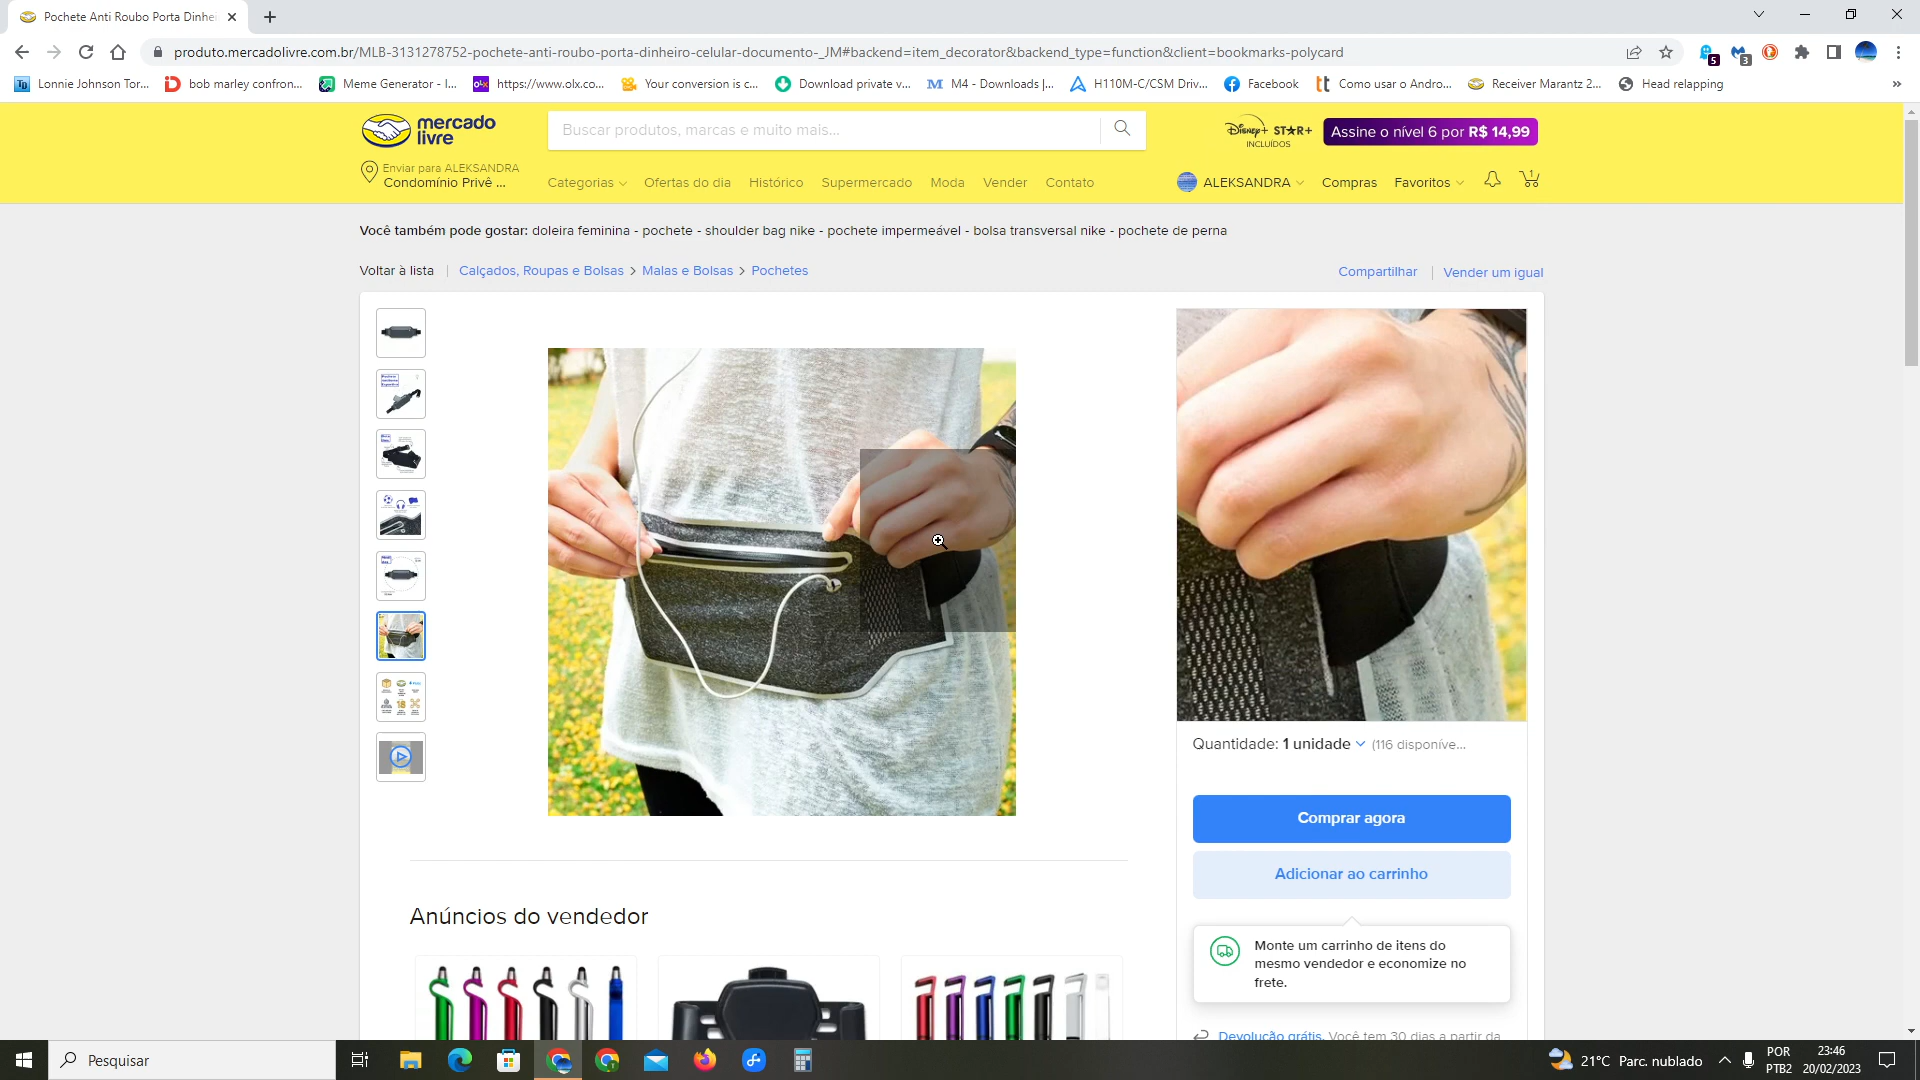 Pochete Anti Roubo Porta Dinhei
produto.mercadolivre.com.br/MLB-3131278752-pochete-anti-roubo-porta-dinheiro-celular-documento-_JM#backend=item_decorator&backend_type=function&client=bookmarks-polycard
5
3
Lonnie Johnson Tor...
bob marley confron...
Meme Generator - I...
olx
https://www.olx.co...
Your conversion is c...
Download private v...
M4 - Downloads |...
H110M-C/CSM Driv...
Facebook
Como usar o Andro...
Receiver Marantz 2...
Head relapping
»
mercado
livre
Buscar produtos, marcas e muito mais...
Disney+ STAR+
INCLUÍDOS
Assine o nível 6 por R$ 14,99
Enviar para ALEKSANDRA
Condomínio Privê ...
Categorias
Ofertas do dia
Histórico
Supermercado
Moda
Vender
Contato
ALEKSANDRA
Compras
Favoritos
1
Você também pode gostar: doleira feminina - pochete - shoulder bag nike - pochete impermeável - bolsa transversal nike - pochete de perna
Voltar à lista
Calçados, Roupas e Bolsas > Malas e Bolsas > Pochetes
Compartilhar
Vender um igual
Quantidade: 1 unidade (116 disponíve...
Comprar agora
Adicionar ao carrinho
Monte um carrinho de itens do
mesmo vendedor e economize no
frete.
Devolução grátis. Você tem 30 dias a partir da
Anúncios do vendedor
Pesquisar
21°C Parc. nublado
POR
PTB2
23:46
20/02/2023